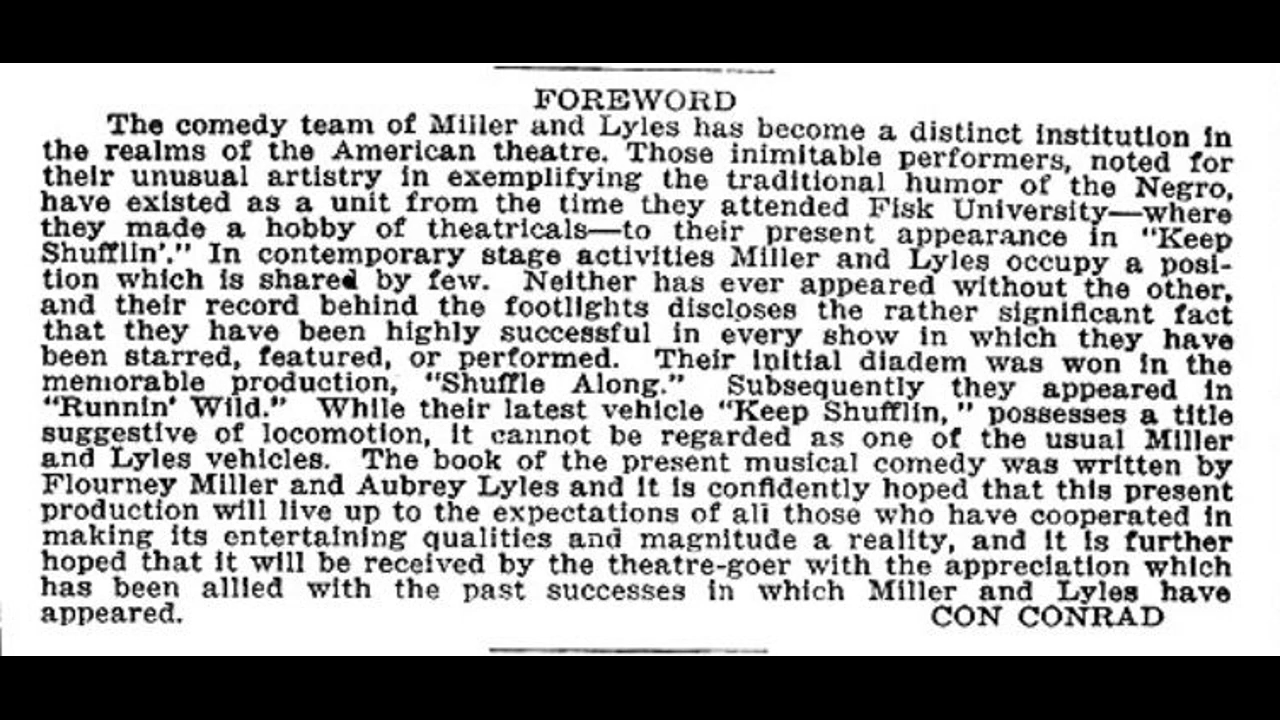 FOREWORD
The comedy team of Miller and Lyles has become a distinct institution in
the realms of the American theatre. Those inimitable performers, noted for
their unusual artistry in exemplifying the traditional humor of the Negro,
have existed as a unit from the time they attended Fisk University—where
they made a hobby of theatricals—to their present appearance in "Keep
Shufflin'." In contemporary stage activities Miller and Lyles occupy a posi-
tion which is shared by few. Neither has ever appeared without the other,
and their record behind the footlights discloses the rather significant fact
that they have been highly successful in every show in which they have
been starred, featured, or performed. Their initial diadem was won in the
memorable production, "Shuffle Along." Subsequently they appeared in
"Runnin' Wild." While their latest vehicle "Keep Shufflin," possesses a title
suggestive of locomotion, it cannot be regarded as one of the usual Miller
and Lyles vehicles. The book of the present musical comedy was written by
Flourney Miller and Aubrey Lyles and it is confidently hoped that this present
production will live up to the expectations of all those who have cooperated in
making its entertaining qualities and magnitude a reality, and it is further
hoped that it will be received by the theatre-goer with the appreciation which
has been allied with the past successes in which Miller and Lyles have
appeared. CON CONRAD